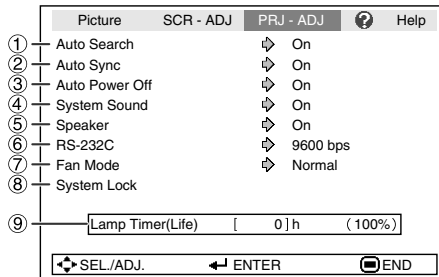 Picture SCR - ADJ PRJ - ADJ ? Help
① Auto Search On
② Auto Sync On
③ Auto Power Off On
④ System Sound On
⑤ Speaker On
⑥ RS-232C 9600 bps
⑦ Fan Mode Normal
⑧ System Lock
⑨ Lamp Timer(Life) [ 0] h (100%)
SEL./ADJ. ENTER END